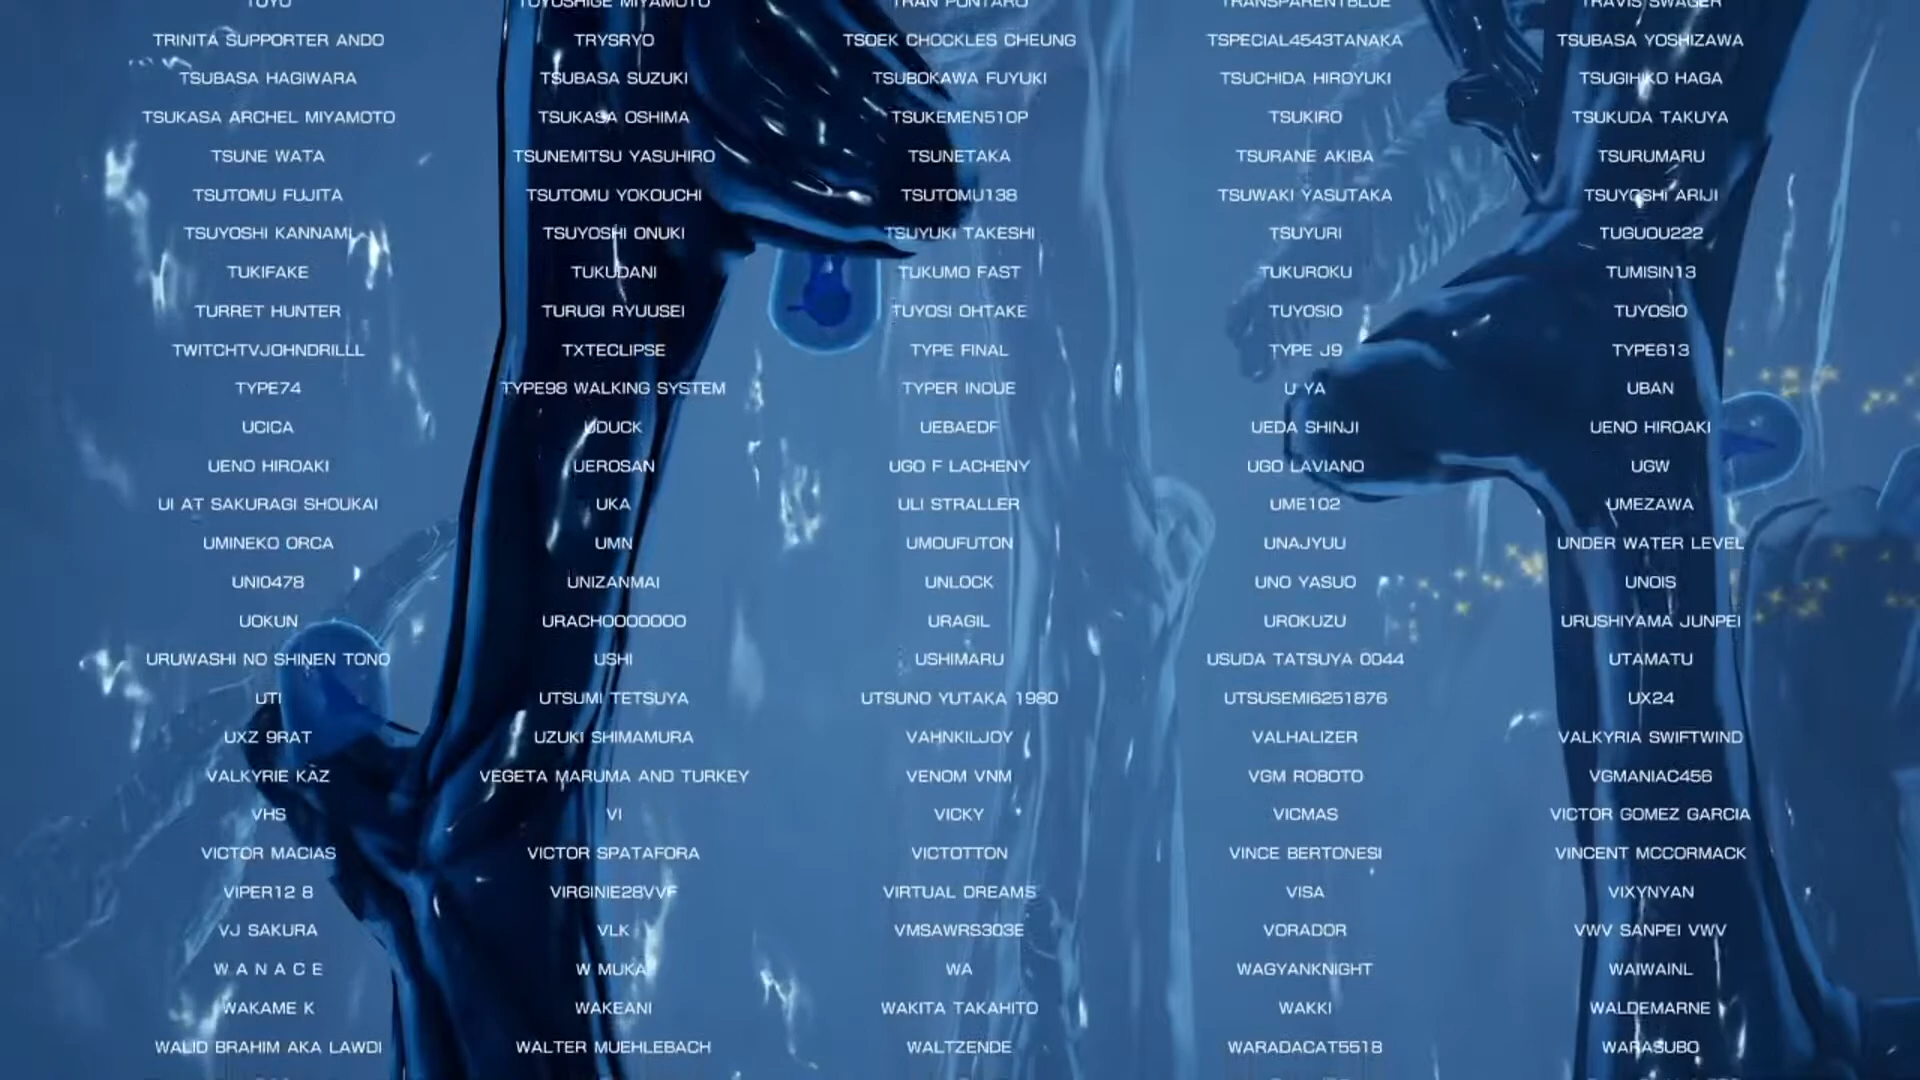 TOYO TOYOSHIGE MIYAMOTO TRAN PONTARO TRANSPARENTBLUE TRAVIS SWAGER
TRINITA SUPPORTER ANDO TRYSRYO TSOEK CHOCKLES CHEUNG TSPECIAL4543TANAKA TSUBASA YOSHIZAWA
TSUBASA HAGIWARA TSUBASA SUZUKI TSUBOKAWA FUYUKI TSUCHIDA HIROYUKI TSUGIHIKO HAGA
TSUKASA ARCHEL MIYAMOTO TSUKASA OSHIMA TSUKEMEN510P TSUKIRO TSUKUDA TAKUYA
TSUNE WATA TSUNEMITSU YASUHIRO TSUNETAKA TSURANE AKIBA TSURUMARU
TSUTOMU FUJITA TSUTOMU YOKOUCHI TSUTOMU138 TSUWAKI YASUTAKA TSUYOSHI ARIJI
TSUYOSHI KANNAMI TSUYOSHI ONUKI TSUYUKI TAKESHI TSUYURI TUGUOU222
TUKIFAKE TUKUDANI TUKUMO FAST TUKUROKU TUMISIN13
TURRET HUNTER TURUGI RYUUSEI TUYOSI OHTAKE TUYOSIO TUYOSIO
TWITCHTVJOHNDRILLL TXTECLIPSE TYPE FINAL TYPE J9 TYPE613
TYPE74 TYPE98 WALKING SYSTEM TYPER INOUE U YA UBAN
UCICA UDUCK UEBAEDF UEDA SHINJI UENO HIROAKI
UENO HIROAKI UEROSAN UGO F LACHENY UGO LAVIANO UGW
UI AT SAKURAGI SHOUKAI UKA ULI STRALLER UME102 UMEZAWA
UMINEKO ORCA UMN UMOUFUTON UNAJYUU UNDER WATER LEVEL
UNI0478 UNIZANMAI UNLOCK UNO YASUO UNOIS
UOKUN URACHOOOOOOO URAGIL UROKUZU URUSHIYAMA JUNPEI
URUWASHI NO SHINEN TONO USHI USHIMARU USUDA TATSUYA 0044 UTAMATU
UTI UTSUMI TETSUYA UTSUNO YUTAKA 1980 UTSUSEMI6251876 UX24
UXZ 9RAT UZUKI SHIMAMURA VAHNKILJOY VALHALIZER VALKYRIA SWIFTWIND
VALKYRIE KAZ VEGETA MARUMA AND TURKEY VENOM VNM VGM ROBOTO VGMANIAC456
VHS VI VICKY VICMAS VICTOR GOMEZ GARCIA
VICTOR MACIAS VICTOR SPATAFORA VICTOTTON VINCE BERTONESI VINCENT MCCORMACK
VIPER12 8 VIRGINIE28VVF VIRTUAL DREAMS VISA VIXYNYAN
VJ SAKURA VLK VMSAWRS303E VORADOR VWV SANPEI VWV
W A N A C E W MUKA WA WAGYANKNIGHT WAIWAINL
WAKAME K WAKEANI WAKITA TAKAHITO WAKKI WALDEMARNE
WALID BRAHIM AKA LAWDI WALTER MUEHLEBACH WALTZENDE WARADACAT5518 WARASUBO